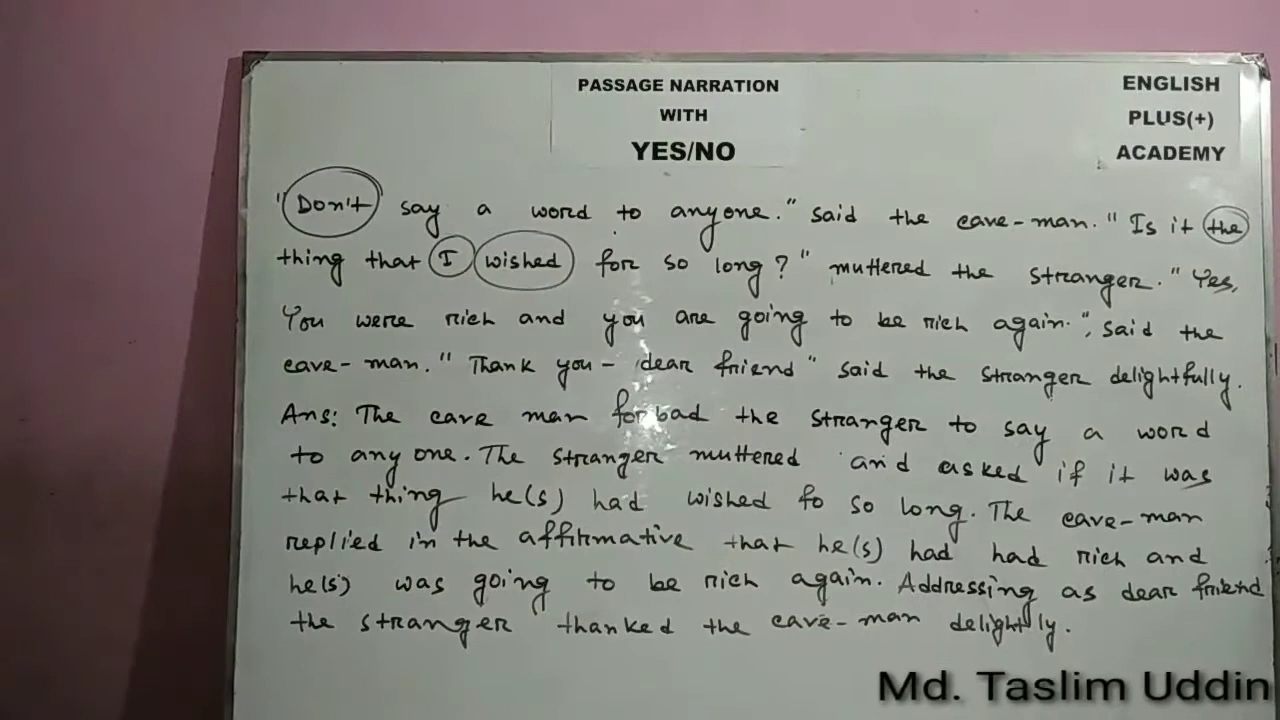 PASSAGE NARRATION
WITH
YES/NO
ENGLISH
PLUS(+)
ACADEMY
"Don't say a word to anyone." said the cave-man. "Is it the
thing that I wished for so long?" muttered the stranger. "Yes,
You were rich and you are going to be rich again.", said the
cave-man. "Thank you - dear friend" said the stranger delightfully.
Ans: The cave man forbad the stranger to say a word
to any one. The stranger muttered and asked if it was
that thing he(s) had wished fo so long. The cave-man
replied in the affirmative that he(s) had had rich and
he(s) was going to be rich again. Addressing as dear friend
the stranger thanked the cave-man delightly.
Md. Taslim Uddin